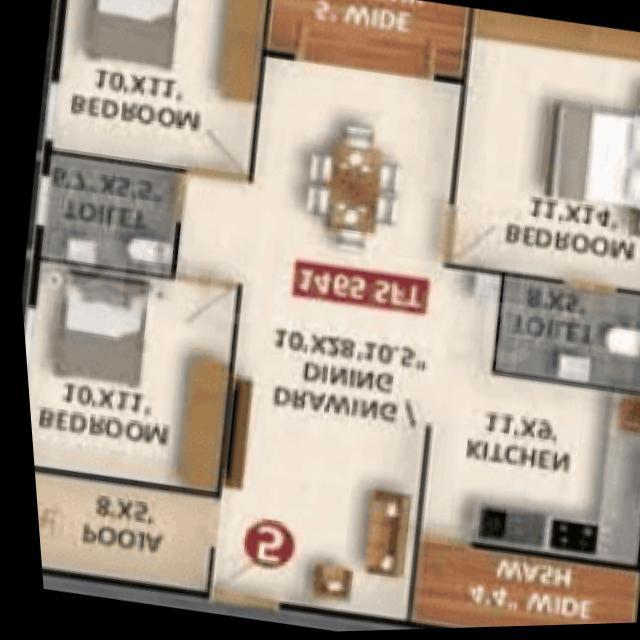 4'.4" WIDE
WASH
2
POOJA
8'X5'
KITCHEN
11'X9'
BEDROOM
10'X11'
DRAWING /
DINING
10'X28'.10'-5"
TOILET
8'X5'
1465 SFT
BEDROOM
11'X14'
TOILET
BEDROOM
10'X11'
5' WIDE